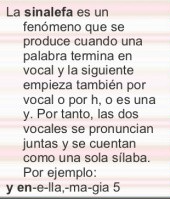 La sinalefa es un
fenómeno que se
produce cuando una
palabra termina en
vocal y la siguiente
empieza también por
vocal o por h, o es una
y. Por tanto, las dos
vocales se pronuncian
juntas y se cuentan
como una sola sílaba.
Por ejemplo:
y en-e-lla,-ma-gia 5